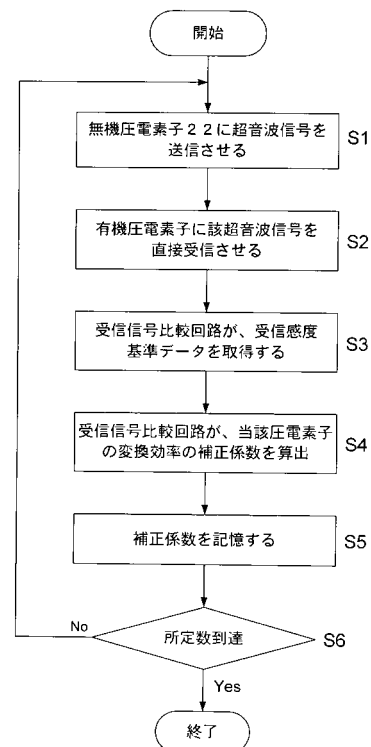 開始
無機圧電素子２２に超音波信号を
送信させる
S1
有機圧電素子に該超音波信号を
直接受信させる
S2
受信信号比較回路が、受信感度
基準データを取得する
S3
受信信号比較回路が、当該圧電素子
の変換効率の補正係数を算出
S4
補正係数を記憶する
S5
所定数到達
S6
No
Yes
終了